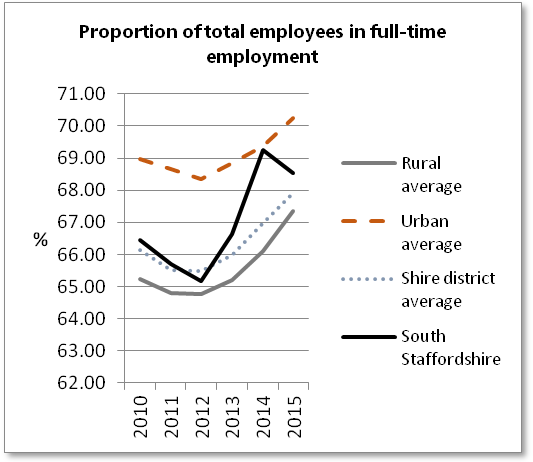 Proportion of total employees in full-time
employment
71.00
70.00
69.00
68.00
67.00
66.00
65.00
64.00
63.00
62.00
%
2010
2011
2012
2013
2014
2015
Rural
average
Urban
average
Shire district
average
South
Staffordshire